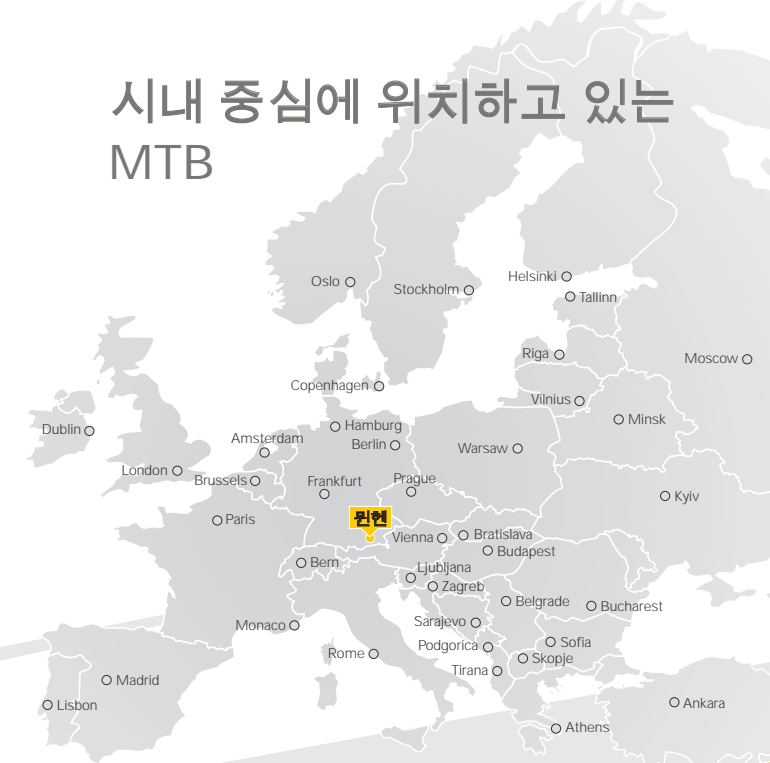 시내 중심에 위치하고 있는
MTB
Oslo
Stockholm
Helsinki
Tallinn
Riga
Moscow
Copenhagen
Vilnius
Minsk
Dublin
Hamburg
Amsterdam
Berlin
Warsaw
London
Brussels
Frankfurt
Prague
Kyiv
Paris
뮌헨
Vienna
Bratislava
Budapest
Bern
Ljubljana
Zagreb
Belgrade
Bucharest
Monaco
Sarajevo
Rome
Podgorica
Sofia
Skopje
Tirana
Madrid
Lisbon
Ankara
Athens